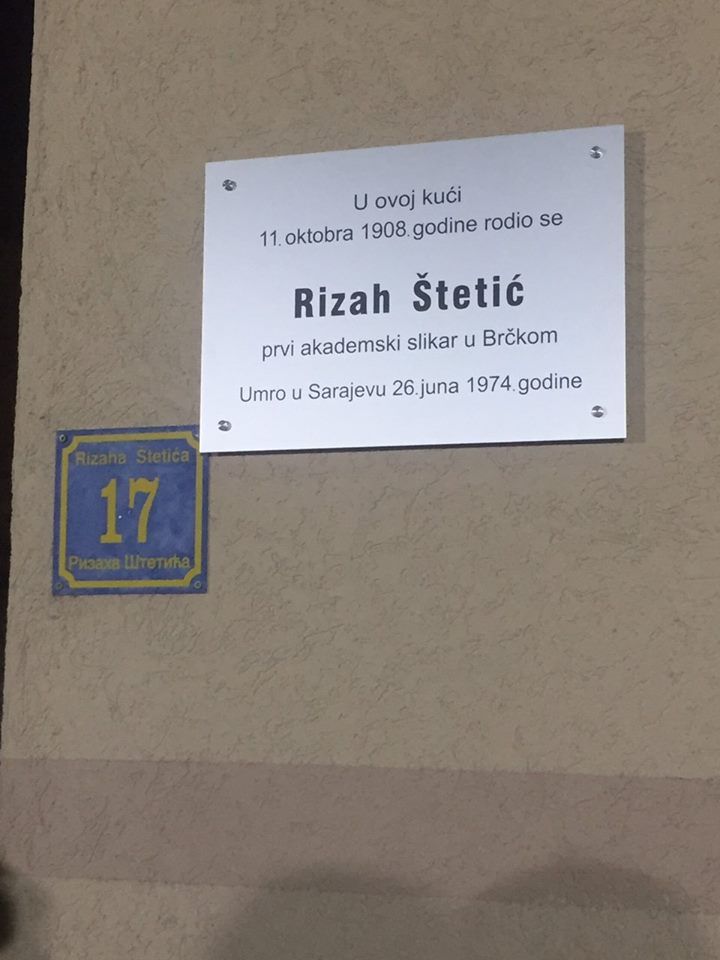 U ovoj kući
11. oktobra 1908. godine rodio se
Rizah Štetić
prvi akademski slikar u Brčkom
Umro u Sarajevu 26. juna 1974. godine
Rizaha Stetića
17
Ризаха Штетића